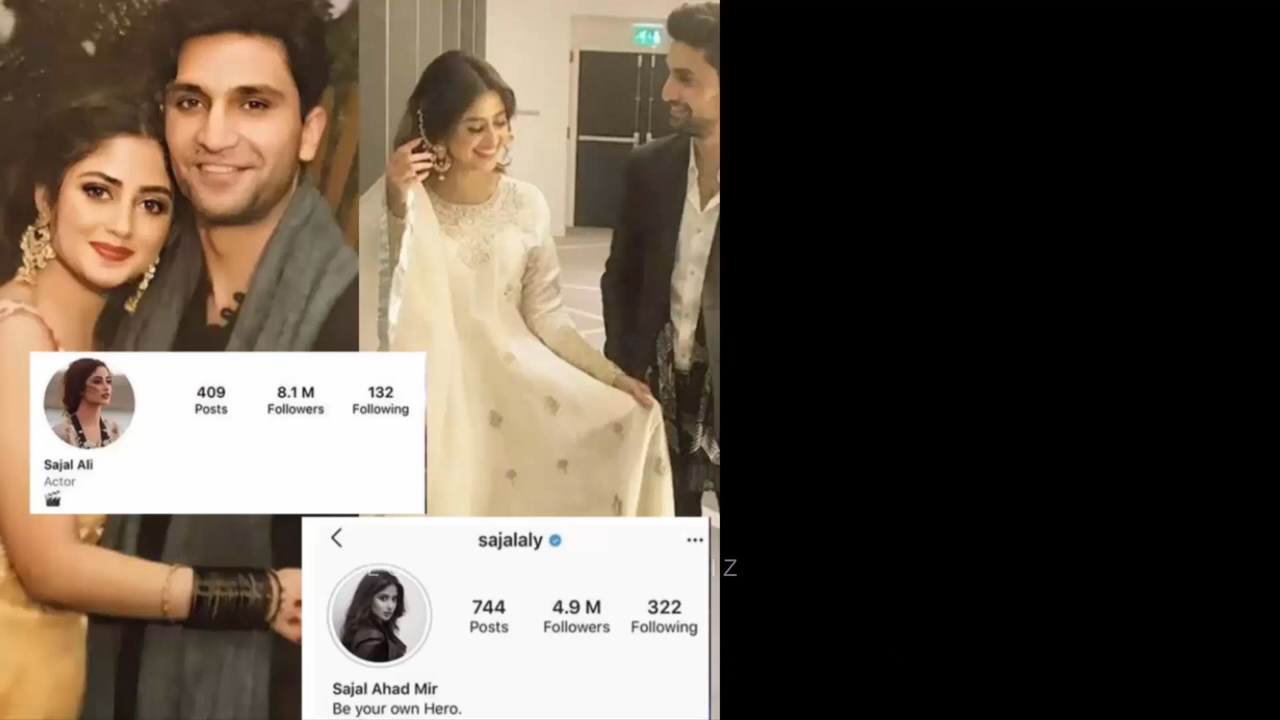 409 8.1 M 132
Posts Followers Following
Sajal Ali
Actor
sajalaly
744 4.9 M 322
Posts Followers Following
Sajal Ahad Mir
Be your own Hero.